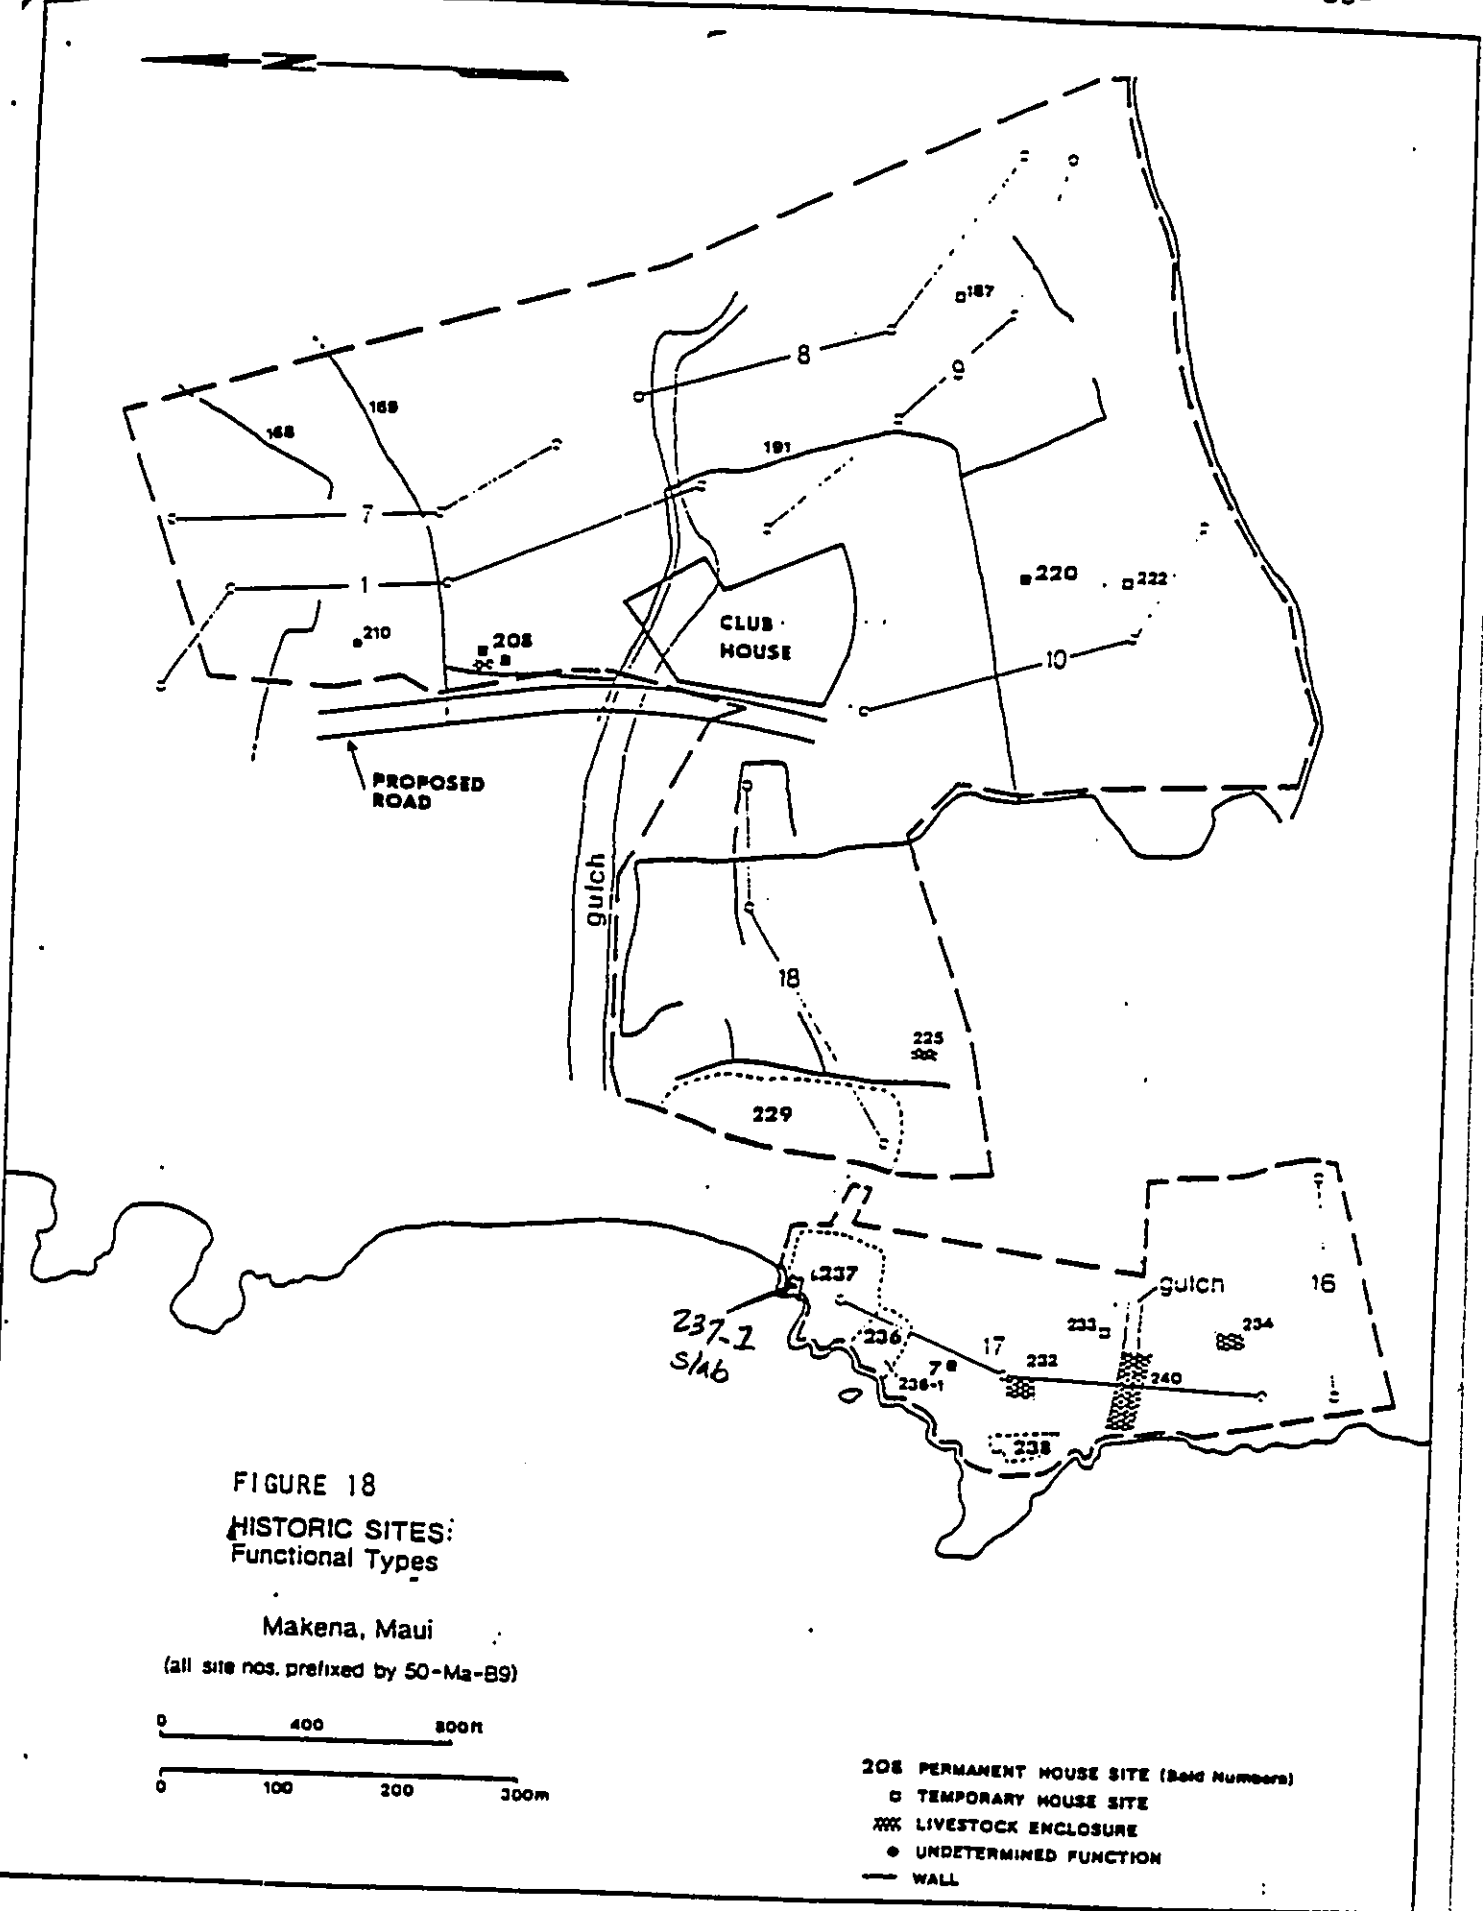 N
187
8
9
169
168
191
7
1
220
222
210
208
CLUB
HOUSE
10
PROPOSED
ROAD
gulch
18
225
229
237
gulch
16
237-1
slab
236
17
233
234
7
232
236-1
240
238
FIGURE 18
HISTORIC SITES:
Functional Types
Makena, Maui
(all site nos. prefixed by 50-Ma-B9)
0 400 800ft
0 100 200 300m
208 PERMANENT HOUSE SITE (Bold Numbers)
TEMPORARY HOUSE SITE
LIVESTOCK ENCLOSURE
UNDETERMINED FUNCTION
WALL